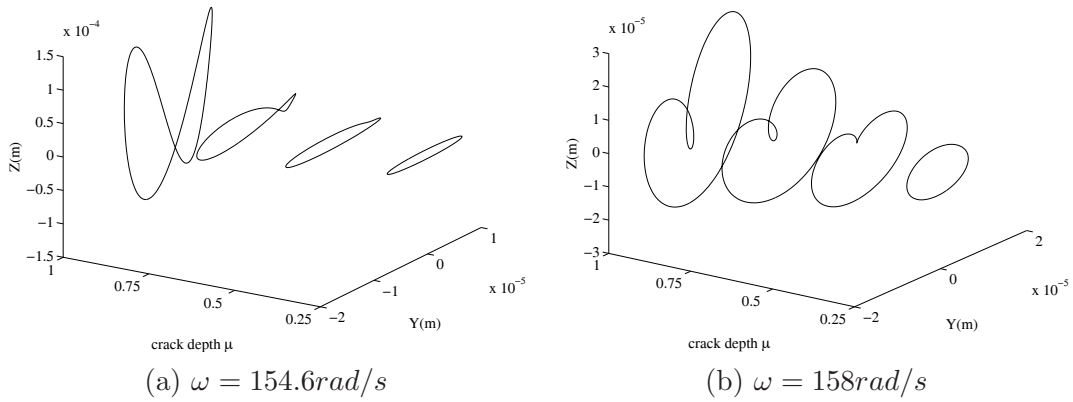 x 10⁻⁴
1.5
1
0.5
0
−0.5
−1
−1.5
Z(m)
1
0.75
0.5
0.25
crack depth μ
−2
−1
0
1
x 10⁻⁵
Y(m)
(a) ω = 154.6rad/s
x 10⁻⁵
3
2
1
0
−1
−2
−3
Z(m)
1
0.75
0.5
0.25
crack depth μ
−2
0
2
x 10⁻⁵
Y(m)
(b) ω = 158rad/s